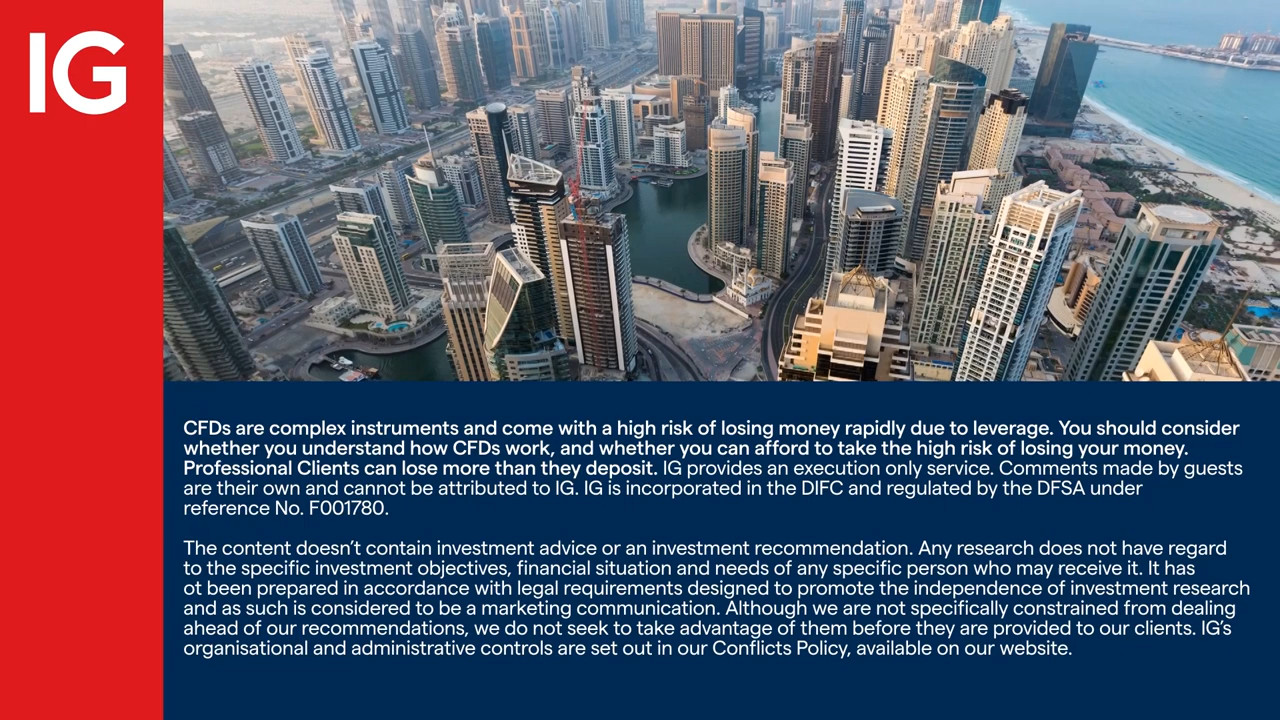 IG
CFDs are complex instruments and come with a high risk of losing money rapidly due to leverage. You should consider
whether you understand how CFDs work, and whether you can afford to take the high risk of losing your money.
Professional Clients can lose more than they deposit. IG provides an execution only service. Comments made by guests
are their own and cannot be attributed to IG. IG is incorporated in the DIFC and regulated by the DFSA under
reference No. F001780.
The content doesn’t contain investment advice or an investment recommendation. Any research does not have regard
to the specific investment objectives, financial situation and needs of any specific person who may receive it. It has
ot been prepared in accordance with legal requirements designed to promote the independence of investment research
and as such is considered to be a marketing communication. Although we are not specifically constrained from dealing
ahead of our recommendations, we do not seek to take advantage of them before they are provided to our clients. IG’s
organisational and administrative controls are set out in our Conflicts Policy, available on our website.